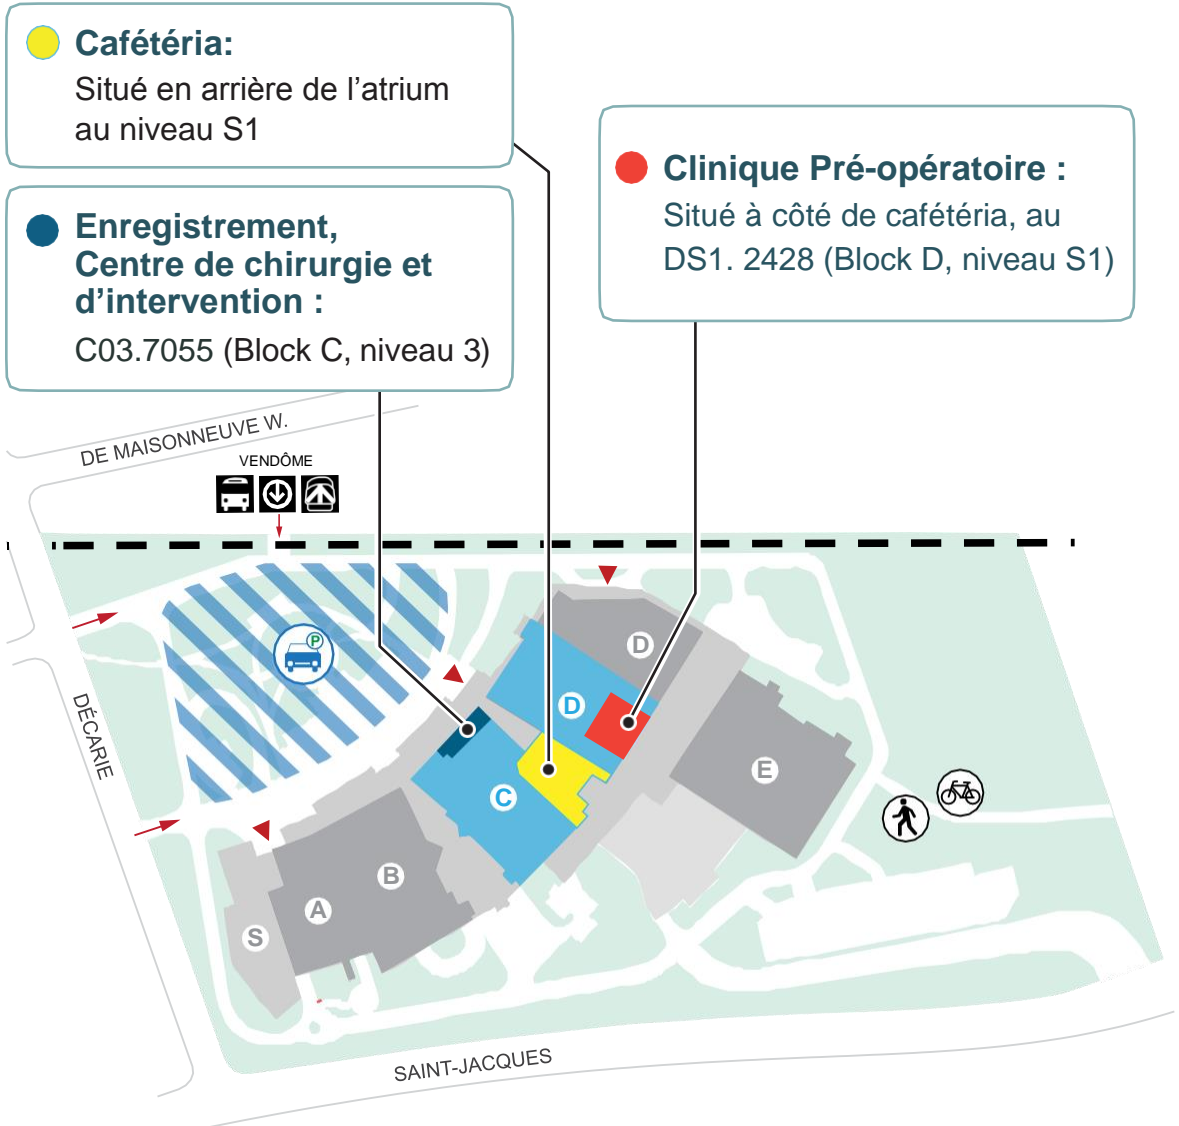 Cafétéria:
Situé en arrière de l’atrium
au niveau S1
Enregistrement,
Centre de chirurgie et
d’intervention :
C03.7055 (Block C, niveau 3)
Clinique Pré-opératoire :
Situé à côté de cafétéria, au
DS1. 2428 (Block D, niveau S1)
DE MAISONNEUVE W.
VENDÔME
P
DÉCARIE
D
D
E
C
B
A
S
SAINT-JACQUES